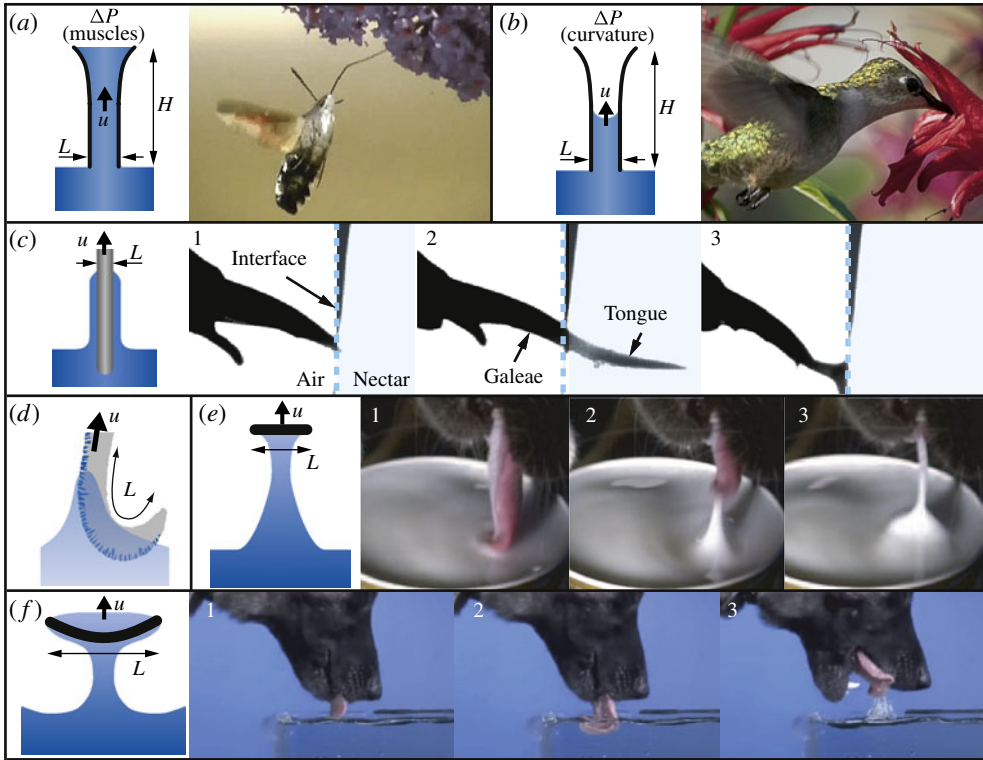 (a)
ΔP
(muscles)
u
H
L
(b)
ΔP
(curvature)
u
H
L
(c)
u
L
1
Interface
Air
Nectar
2
Galeae
Tongue
3
(d)
u
L
(e)
u
L
1
2
3
(f)
u
L
1
2
3